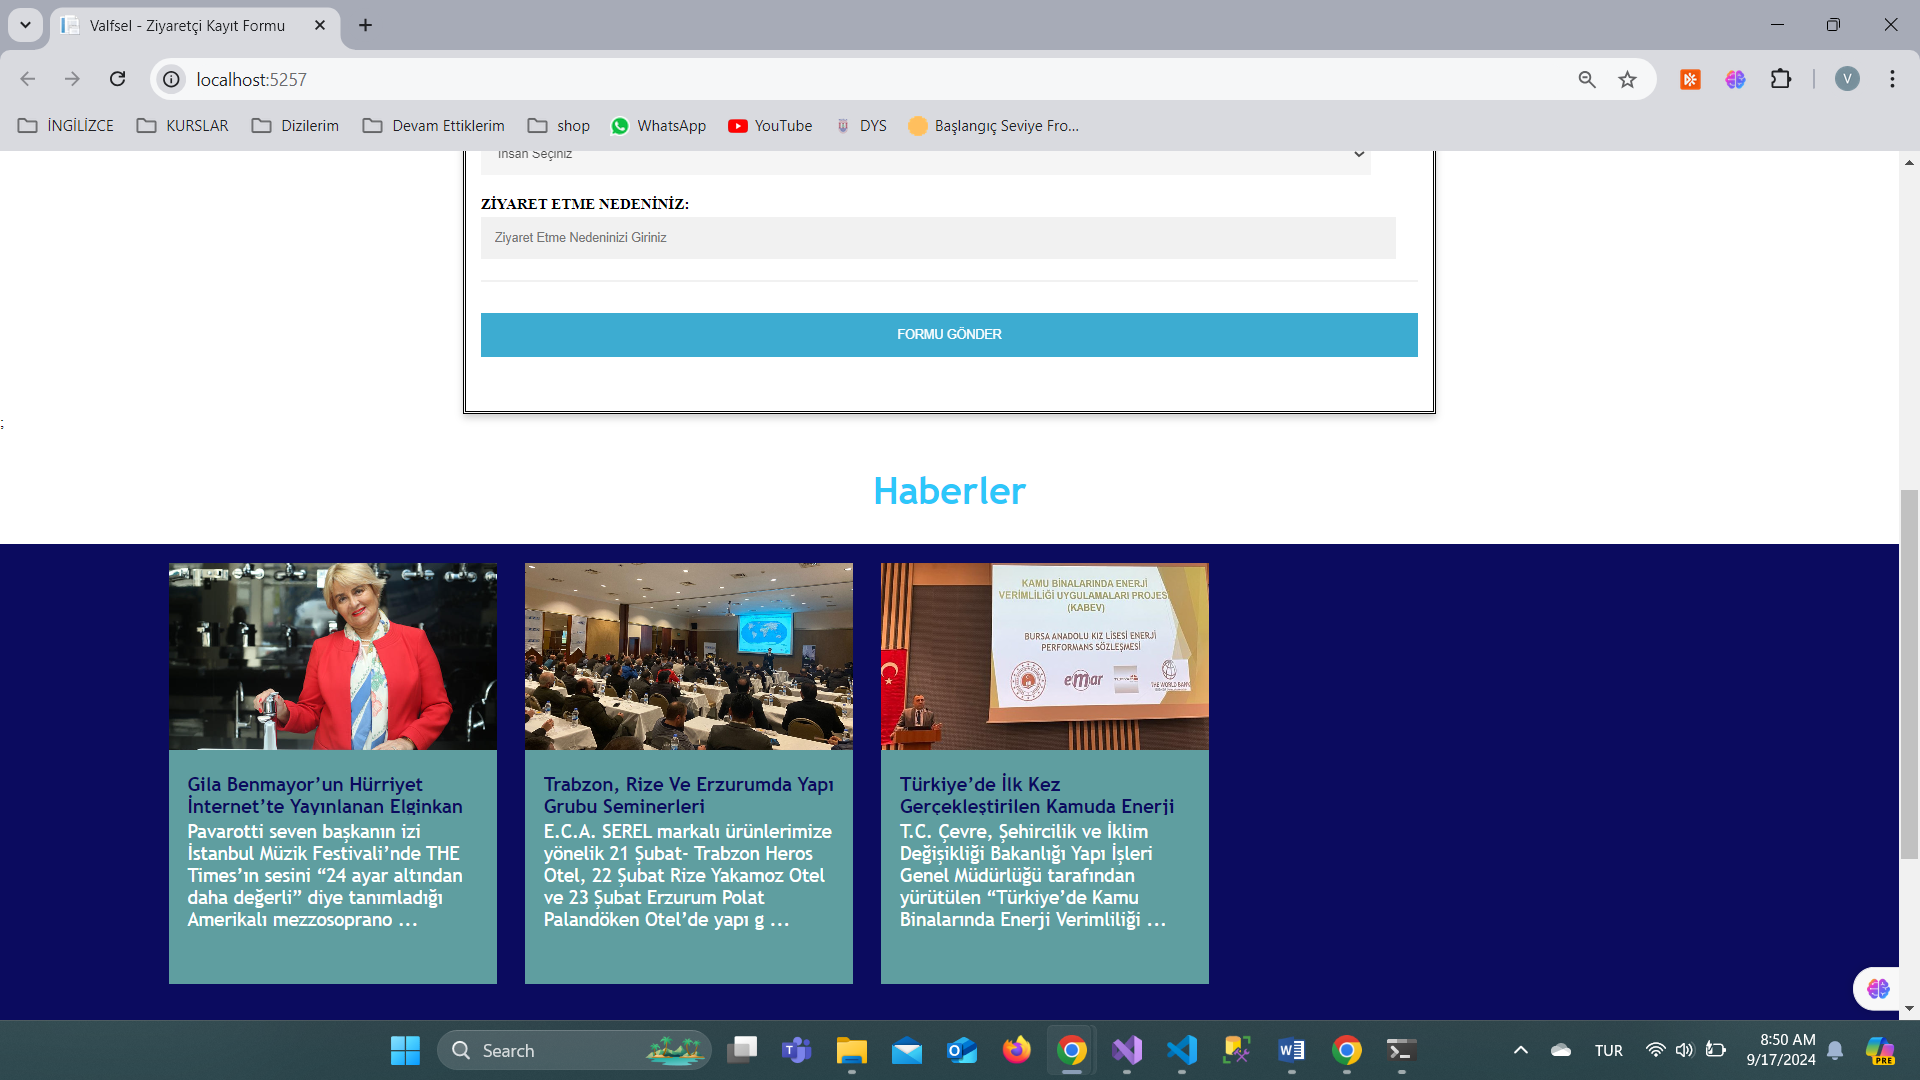 Valfsel - Ziyaretçi Kayıt Formu
localhost:5257
V
İNGİLİZCE
KURSLAR
Dizilerim
Devam Ettiklerim
shop
WhatsApp
YouTube
DYS
Başlangıç Seviye Fro...
İnsan Seçiniz
ZİYARET ETME NEDENİNİZ:
Ziyaret Etme Nedeninizi Giriniz
FORMU GÖNDER
;
Haberler
KAMU BİNALARINDA ENERJİ
VERİMLİLİĞİ UYGULAMALARI PROJES
(KABEV)
BURSA ANADOLU KIZ LİSESİ ENERJİ
PERFORMANS SÖZLEŞMESİ
emar
THE WORLD BANK
Gila Benmayor’un Hürriyet
İnternet’te Yayınlanan Elginkan
Pavarotti seven başkanın izi
İstanbul Müzik Festivali’nde THE
Times’ın sesini “24 ayar altından
daha değerli” diye tanımladığı
Amerikalı mezzosoprano ...
Trabzon, Rize Ve Erzurumda Yapı
Grubu Seminerleri
E.C.A. SEREL markalı ürünlerimize
yönelik 21 Şubat- Trabzon Heros
Otel, 22 Şubat Rize Yakamoz Otel
ve 23 Şubat Erzurum Polat
Palandöken Otel’de yapı g ...
Türkiye’de İlk Kez
Gerçekleştirilen Kamuda Enerji
T.C. Çevre, Şehircilik ve İklim
Değişikliği Bakanlığı Yapı İşleri
Genel Müdürlüğü tarafından
yürütülen “Türkiye’de Kamu
Binalarında Enerji Verimliliği ...
Search
TUR
8:50 AM
9/17/2024
PRE